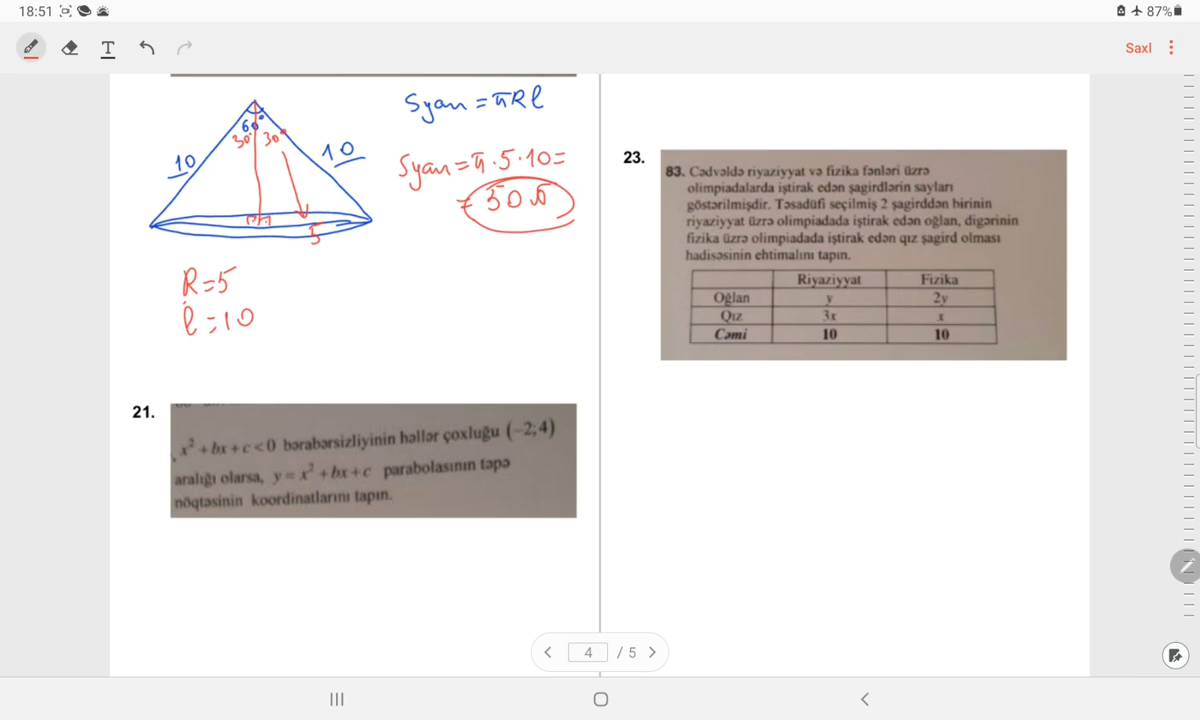 18:51
87%
T
Saxl
60°
30° 30°
10
10
5
Syan = πRl
Syan = π·5·10=
= 50π
R=5
l=10
21.
x² + bx + c < 0 bərabərsizliyinin həllər çoxluğu (−2;4)
aralığı olarsa, y = x² + bx + c parabolasının təpə
nöqtəsinin koordinatlarını tapın.
23.
83. Cədvəldə riyaziyyat və fizika fənləri üzrə
olimpiadalarda iştirak edən şagirdlərin sayları
göstərilmişdir. Təsadüfi seçilmiş 2 şagirddən birinin
riyaziyyat üzrə olimpiadada iştirak edən oğlan, digərinin
fizika üzrə olimpiadada iştirak edən qız şagird olması
hadisəsinin ehtimalını tapın.
Riyaziyyat Fizika
Oğlan y 2y
Qız 3x x
Cəmi 10 10
4 / 5